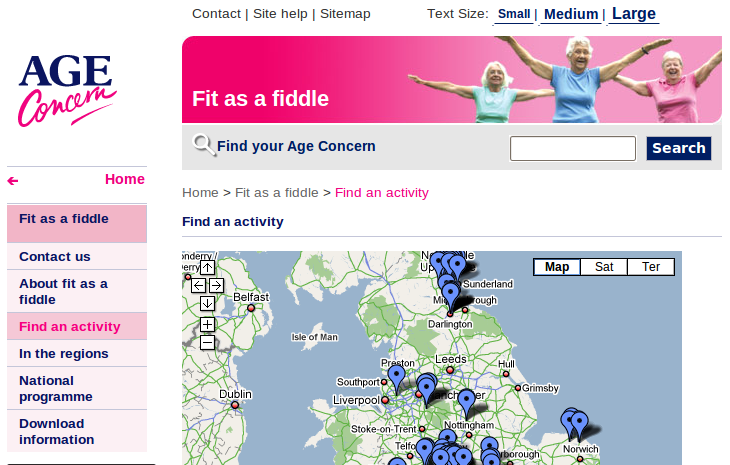 Contact | Site help | Sitemap
Text Size: Small | Medium | Large
AGE
Concern
Fit as a fiddle
Find your Age Concern
Search
Home
Home > Fit as a fiddle > Find an activity
Fit as a fiddle
Contact us
About fit as a
fiddle
Find an activity
In the regions
National
programme
Download
information
Find an activity
Map
Sat
Ter
Sunderland
Darlington
Belfast
Isle of Man
Preston
Leeds
Hull
Southport
Grimsby
Dublin
Liverpool
Stoke-on-Trent
Nottingham
Norwich